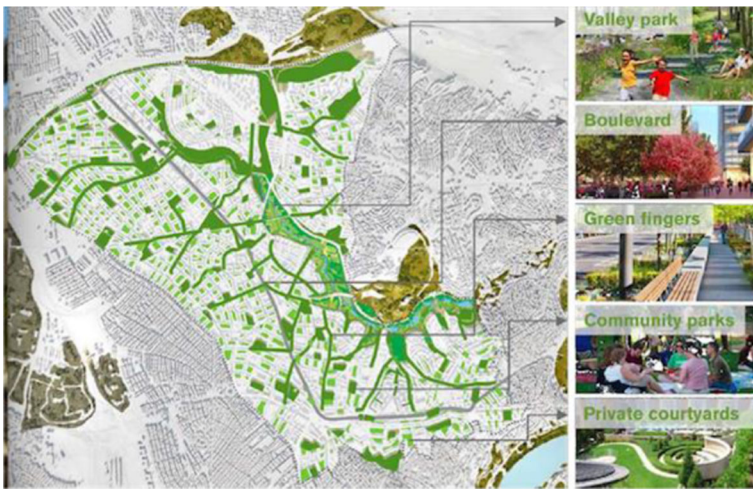 Valley park
Boulevard
Green fingers
Community parks
Private courtyards